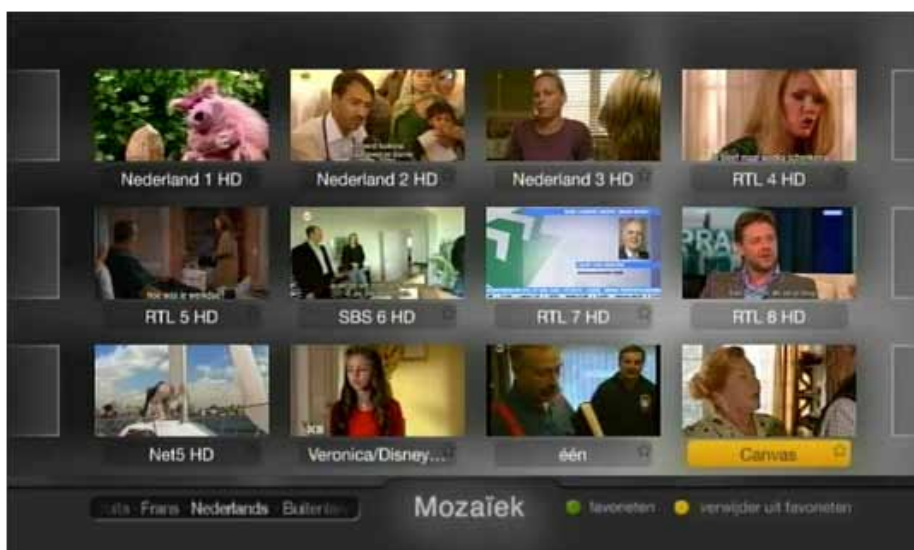 Nederland 1 HD
Nederland 2 HD
Nederland 3 HD
RTL 4 HD
RTL 5 HD
SBS 6 HD
RTL 7 HD
RTL 8 HD
Net5 HD
Veronica/Disney...
één
Canvas
Frans Nederlands
Mozaïek
favorieten
verwijder uit favorieten